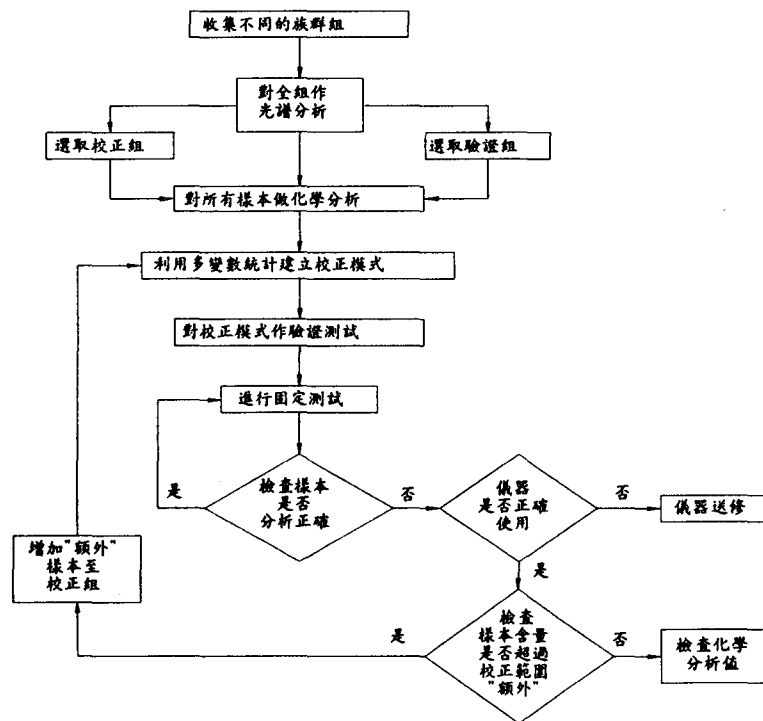 收集不同的族群組
對全組作
光譜分析
選取校正組
選取驗證組
對所有樣本做化學分析
利用多變數統計建立校正模式
對校正模式作驗證測試
進行固定測試
是
檢查樣本
是否
分析正確
否
儀器
是否正確
使用
否
儀器送修
增加"額外"
樣本至
校正組
是
是
檢查
樣本含量
是否超過
校正範圍
"額外"
否
檢查化學
分析值